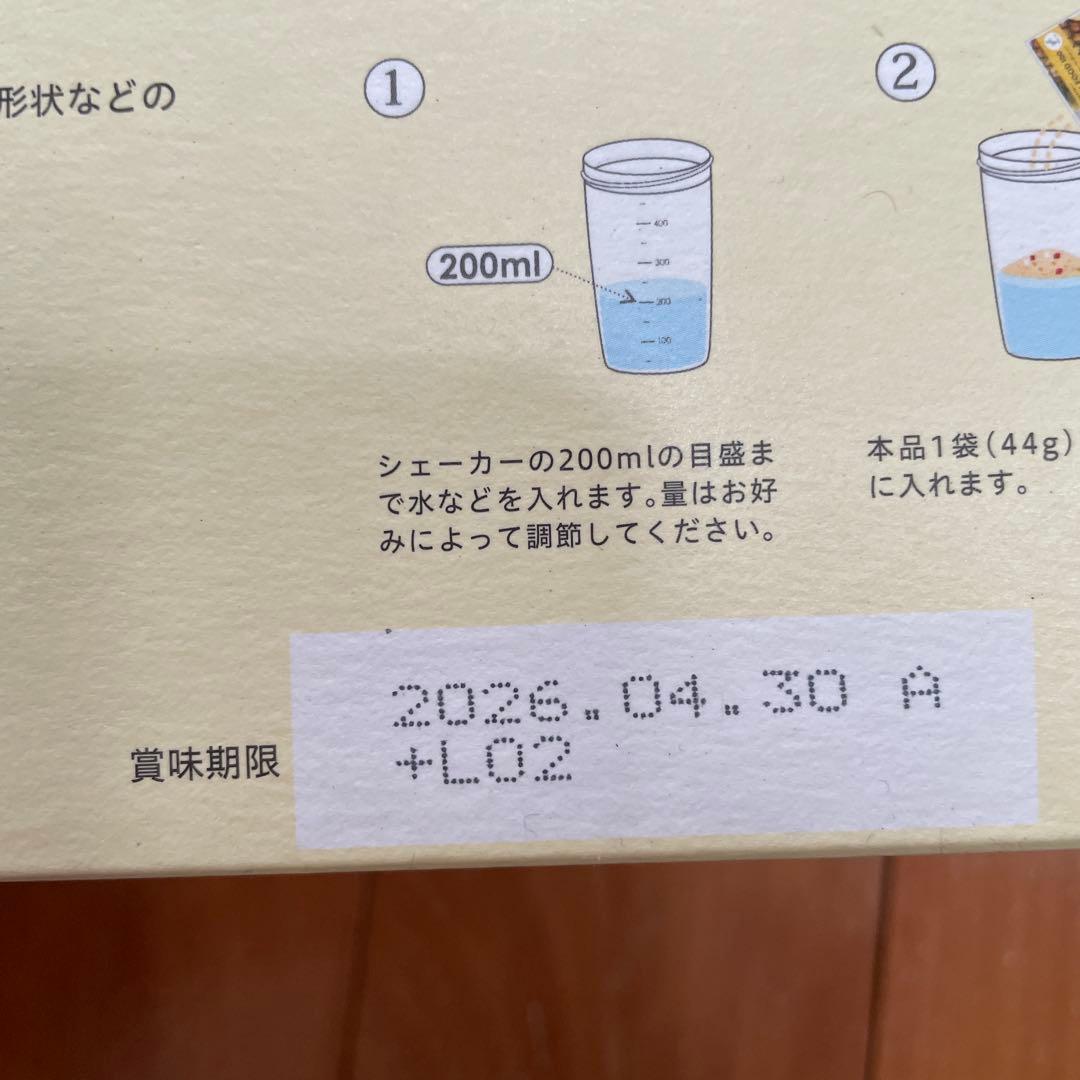 形状などの
①
②
400
300
200ml
200
100
シェーカーの200mlの目盛ま
で水などを入れます。量はお好
みによって調節してください。
本品1袋(44g)
に入れます。
2026.04.30 A
賞味期限
+L02